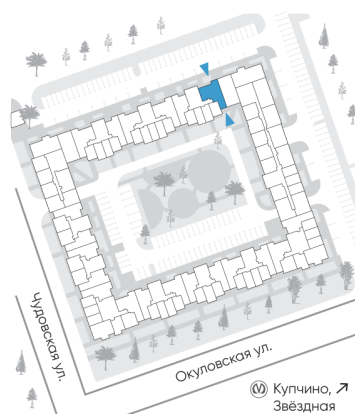 Чудовская ул.
Окуловская ул.
Купчино, ↗
Звёздная